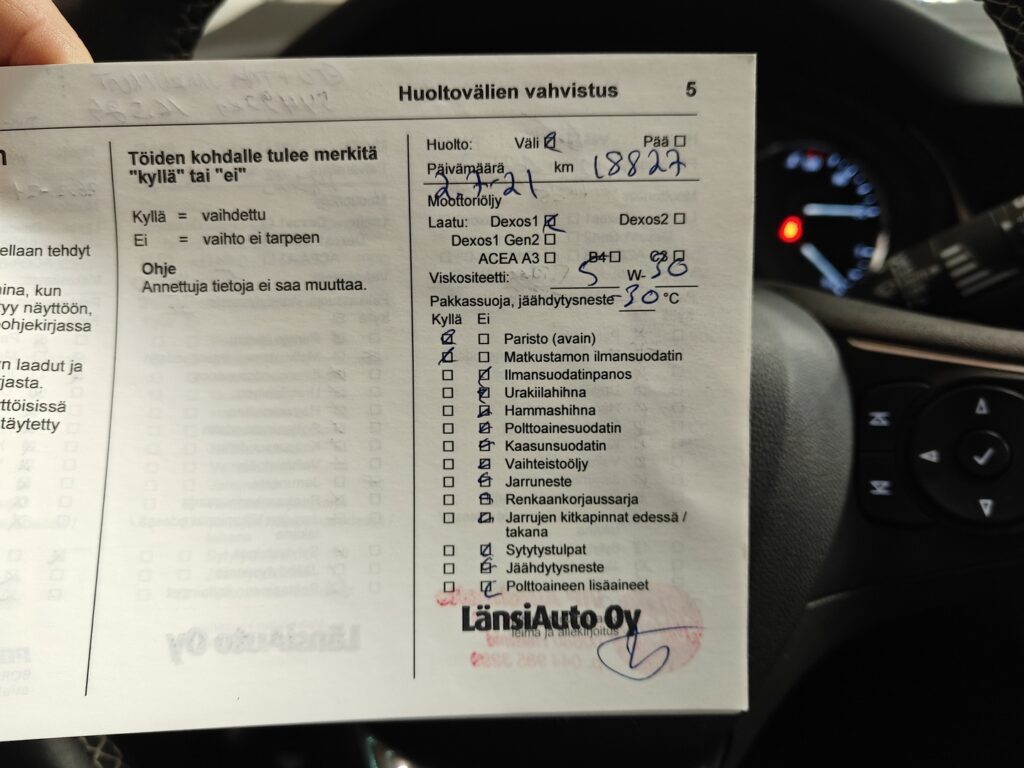 Huoltovälien vahvistus 5
Töiden kohdalle tulee merkitä
"kyllä" tai "ei"
Kyllä = vaihdettu
Ei = vaihto ei tarpeen
Ohje
Annettuja tietoja ei saa muuttaa.
ellaan tehdyt
ina, kun
yy näyttöön,
ohjekirjassa
n laadut ja
jasta.
ttöisissä
täytetty
Huolto: Väli ☑ Pää ☐
Päivämäärä 2.7-21 km 18827
Moottoriöljy
Laatu: Dexos1 ☑ Dexos2 ☐
Dexos1 Gen2 ☐
ACEA A3 ☐ B4 ☐ C3 ☐
Viskositeetti: 5 W- 30
Pakkassuoja, jäähdytysneste -30 °C
Kyllä Ei
☑ ☐ Paristo (avain)
☑ ☐ Matkustamon ilmansuodatin
☐ ☑ Ilmansuodatinpanos
☐ ☑ Urakiilahihna
☐ ☑ Hammashihna
☐ ☑ Polttoainesuodatin
☐ ☑ Kaasunsuodatin
☐ ☑ Vaihteistoöljy
☐ ☑ Jarruneste
☐ ☑ Renkaankorjaussarja
☐ ☑ Jarrujen kitkapinnat edessä /
takana
☐ ☑ Sytytystulpat
☐ ☑ Jäähdytysneste
☐ ☑ Polttoaineen lisäaineet
LänsiAuto Oy
leima ja allekirjoitus